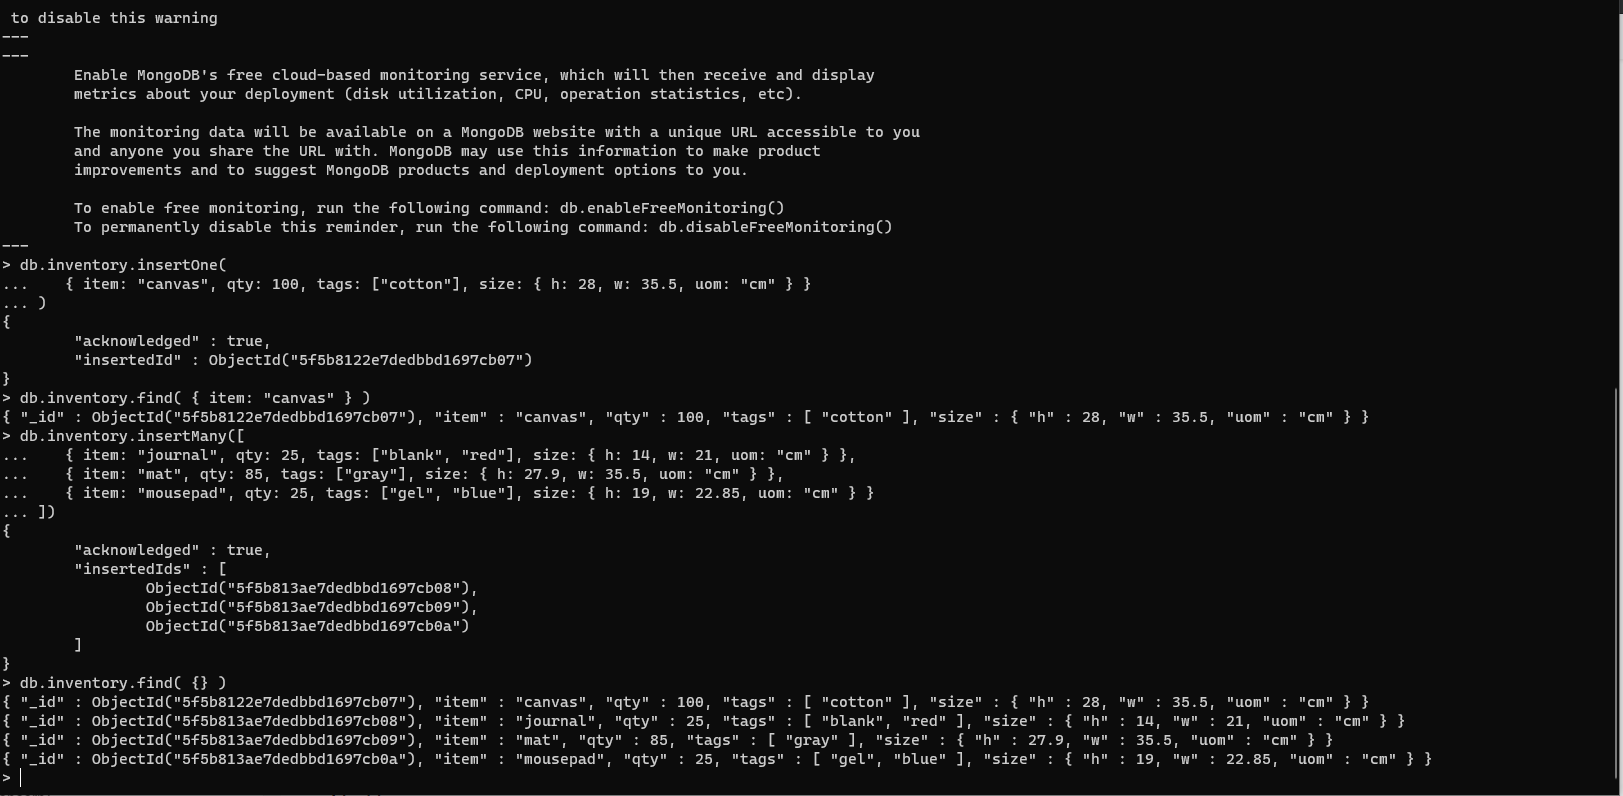 to disable this warning
---
---
        Enable MongoDB's free cloud-based monitoring service, which will then receive and display
        metrics about your deployment (disk utilization, CPU, operation statistics, etc).

        The monitoring data will be available on a MongoDB website with a unique URL accessible to you
        and anyone you share the URL with. MongoDB may use this information to make product
        improvements and to suggest MongoDB products and deployment options to you.

        To enable free monitoring, run the following command: db.enableFreeMonitoring()
        To permanently disable this reminder, run the following command: db.disableFreeMonitoring()
---
> db.inventory.insertOne(
...    { item: "canvas", qty: 100, tags: ["cotton"], size: { h: 28, w: 35.5, uom: "cm" } }
... )
{
        "acknowledged" : true,
        "insertedId" : ObjectId("5f5b8122e7dedbbd1697cb07")
}
> db.inventory.find( { item: "canvas" } )
{ "_id" : ObjectId("5f5b8122e7dedbbd1697cb07"), "item" : "canvas", "qty" : 100, "tags" : [ "cotton" ], "size" : { "h" : 28, "w" : 35.5, "uom" : "cm" } }
> db.inventory.insertMany([
...    { item: "journal", qty: 25, tags: ["blank", "red"], size: { h: 14, w: 21, uom: "cm" } },
...    { item: "mat", qty: 85, tags: ["gray"], size: { h: 27.9, w: 35.5, uom: "cm" } },
...    { item: "mousepad", qty: 25, tags: ["gel", "blue"], size: { h: 19, w: 22.85, uom: "cm" } }
... ])
{
        "acknowledged" : true,
        "insertedIds" : [
                ObjectId("5f5b813ae7dedbbd1697cb08"),
                ObjectId("5f5b813ae7dedbbd1697cb09"),
                ObjectId("5f5b813ae7dedbbd1697cb0a")
        ]
}
> db.inventory.find( {} )
{ "_id" : ObjectId("5f5b8122e7dedbbd1697cb07"), "item" : "canvas", "qty" : 100, "tags" : [ "cotton" ], "size" : { "h" : 28, "w" : 35.5, "uom" : "cm" } }
{ "_id" : ObjectId("5f5b813ae7dedbbd1697cb08"), "item" : "journal", "qty" : 25, "tags" : [ "blank", "red" ], "size" : { "h" : 14, "w" : 21, "uom" : "cm" } }
{ "_id" : ObjectId("5f5b813ae7dedbbd1697cb09"), "item" : "mat", "qty" : 85, "tags" : [ "gray" ], "size" : { "h" : 27.9, "w" : 35.5, "uom" : "cm" } }
{ "_id" : ObjectId("5f5b813ae7dedbbd1697cb0a"), "item" : "mousepad", "qty" : 25, "tags" : [ "gel", "blue" ], "size" : { "h" : 19, "w" : 22.85, "uom" : "cm" } }
>